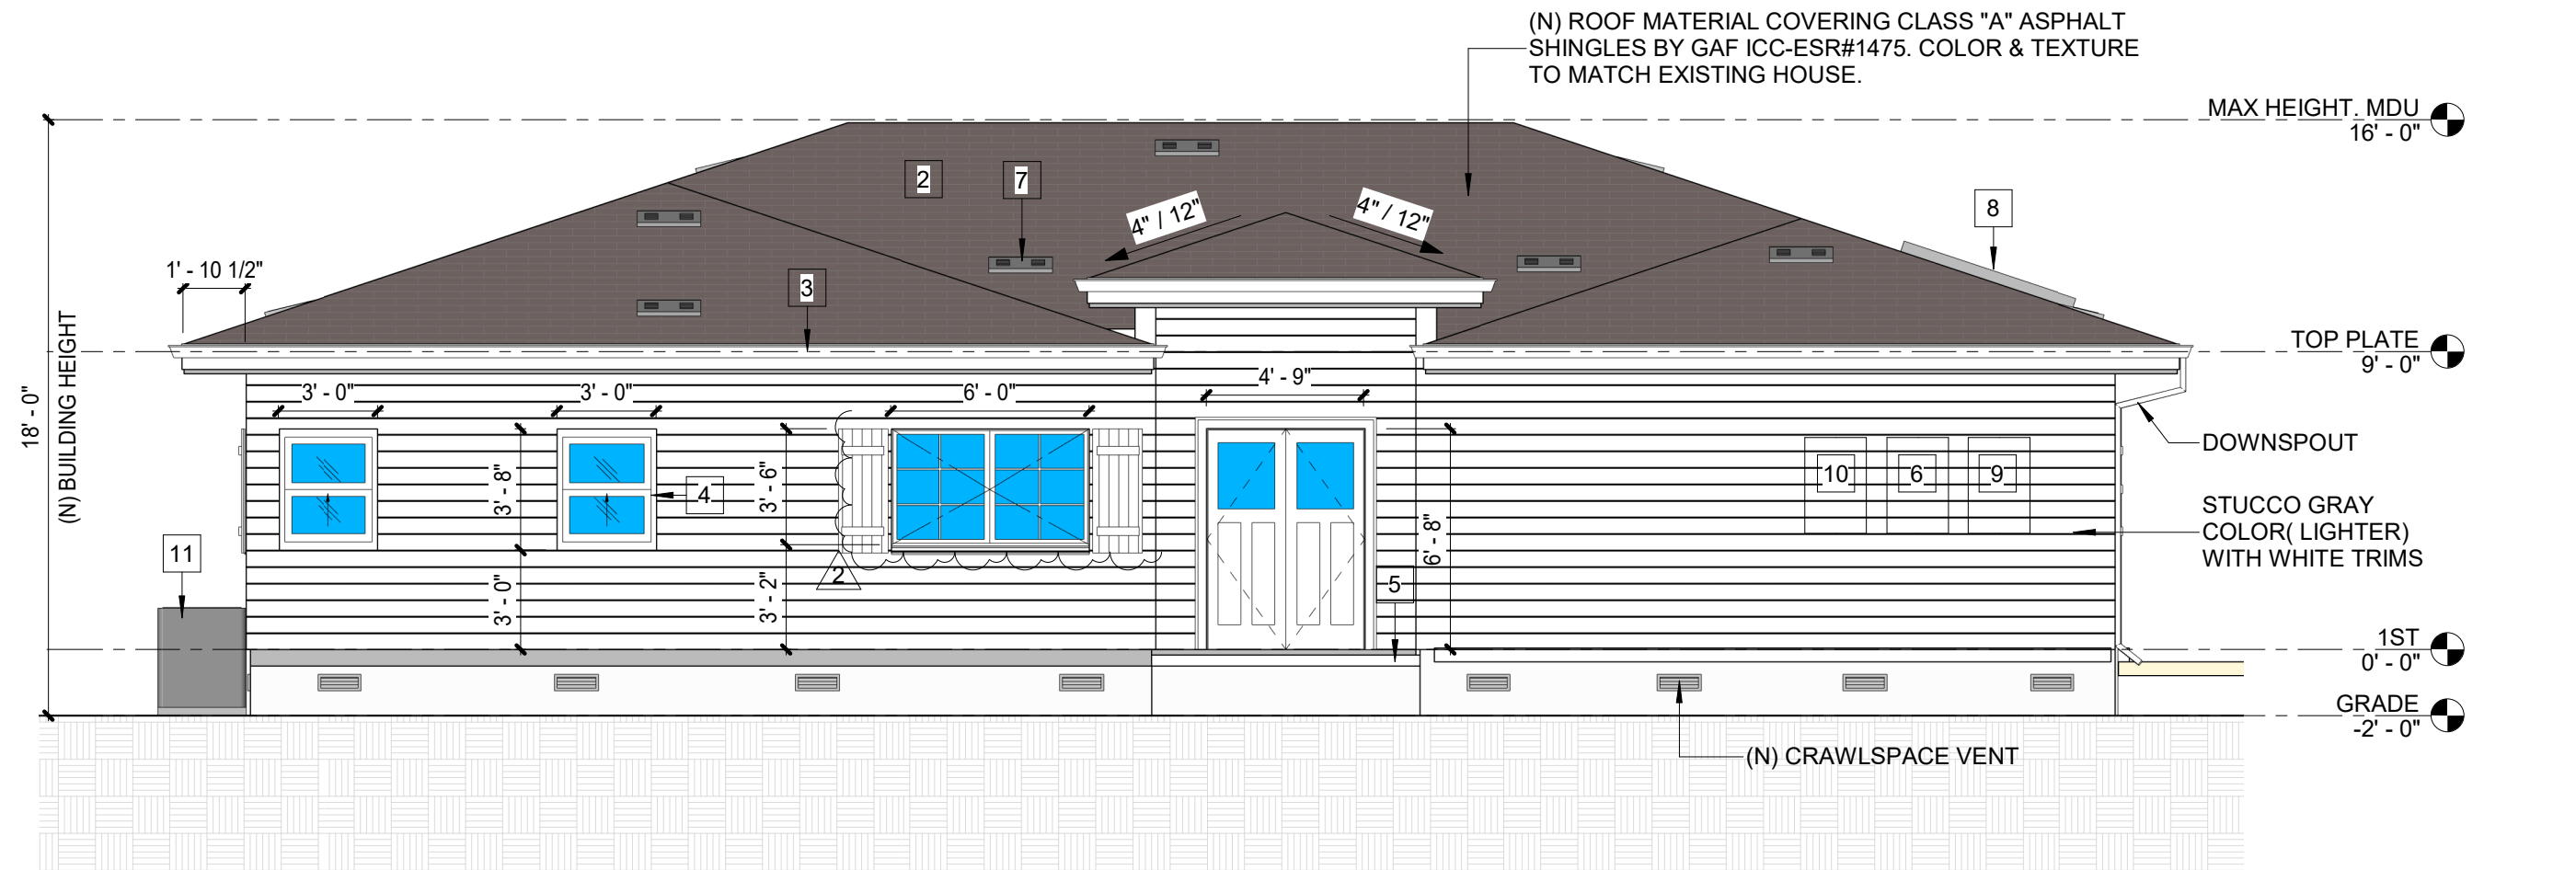 (N) ROOF MATERIAL COVERING CLASS "A" ASPHALT
SHINGLES BY GAF ICC-ESR#1475. COLOR & TEXTURE
TO MATCH EXISTING HOUSE.
MAX HEIGHT. MDU
16' - 0"
2
7
4" / 12"
4" / 12"
8
1' - 10 1/2"
3
TOP PLATE
9' - 0"
18' - 0"
(N) BUILDING HEIGHT
3' - 0"
3' - 0"
6' - 0"
4' - 9"
DOWNSPOUT
3' - 8"
4
3' - 6"
10
6
9
6' - 8"
STUCCO GRAY
COLOR( LIGHTER)
WITH WHITE TRIMS
11
3' - 0"
3' - 2"
2
5
1ST
0' - 0"
GRADE
-2' - 0"
(N) CRAWLSPACE VENT